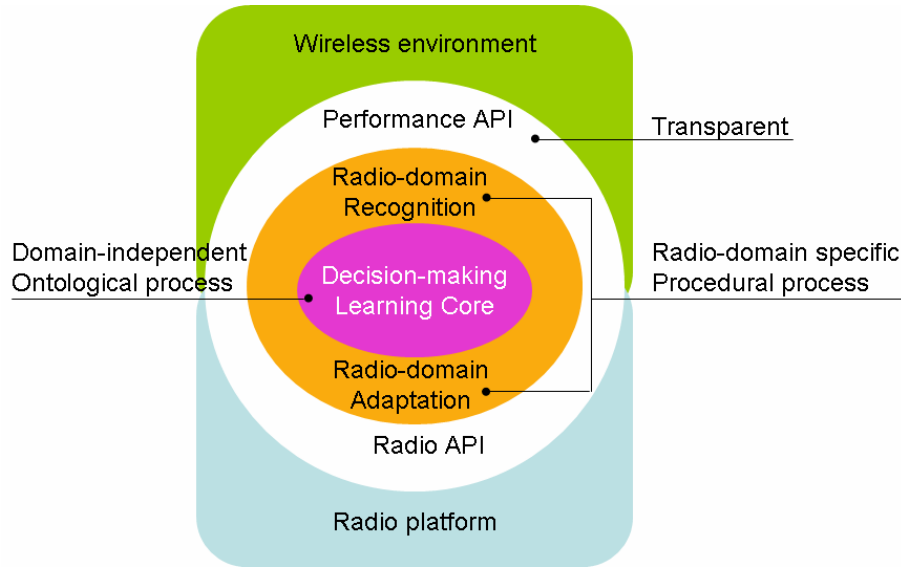 Wireless environment
Performance API
Transparent
Radio-domain
Recognition
Domain-independent
Ontological process
Decision-making
Learning Core
Radio-domain specific
Procedural process
Radio-domain
Adaptation
Radio API
Radio platform